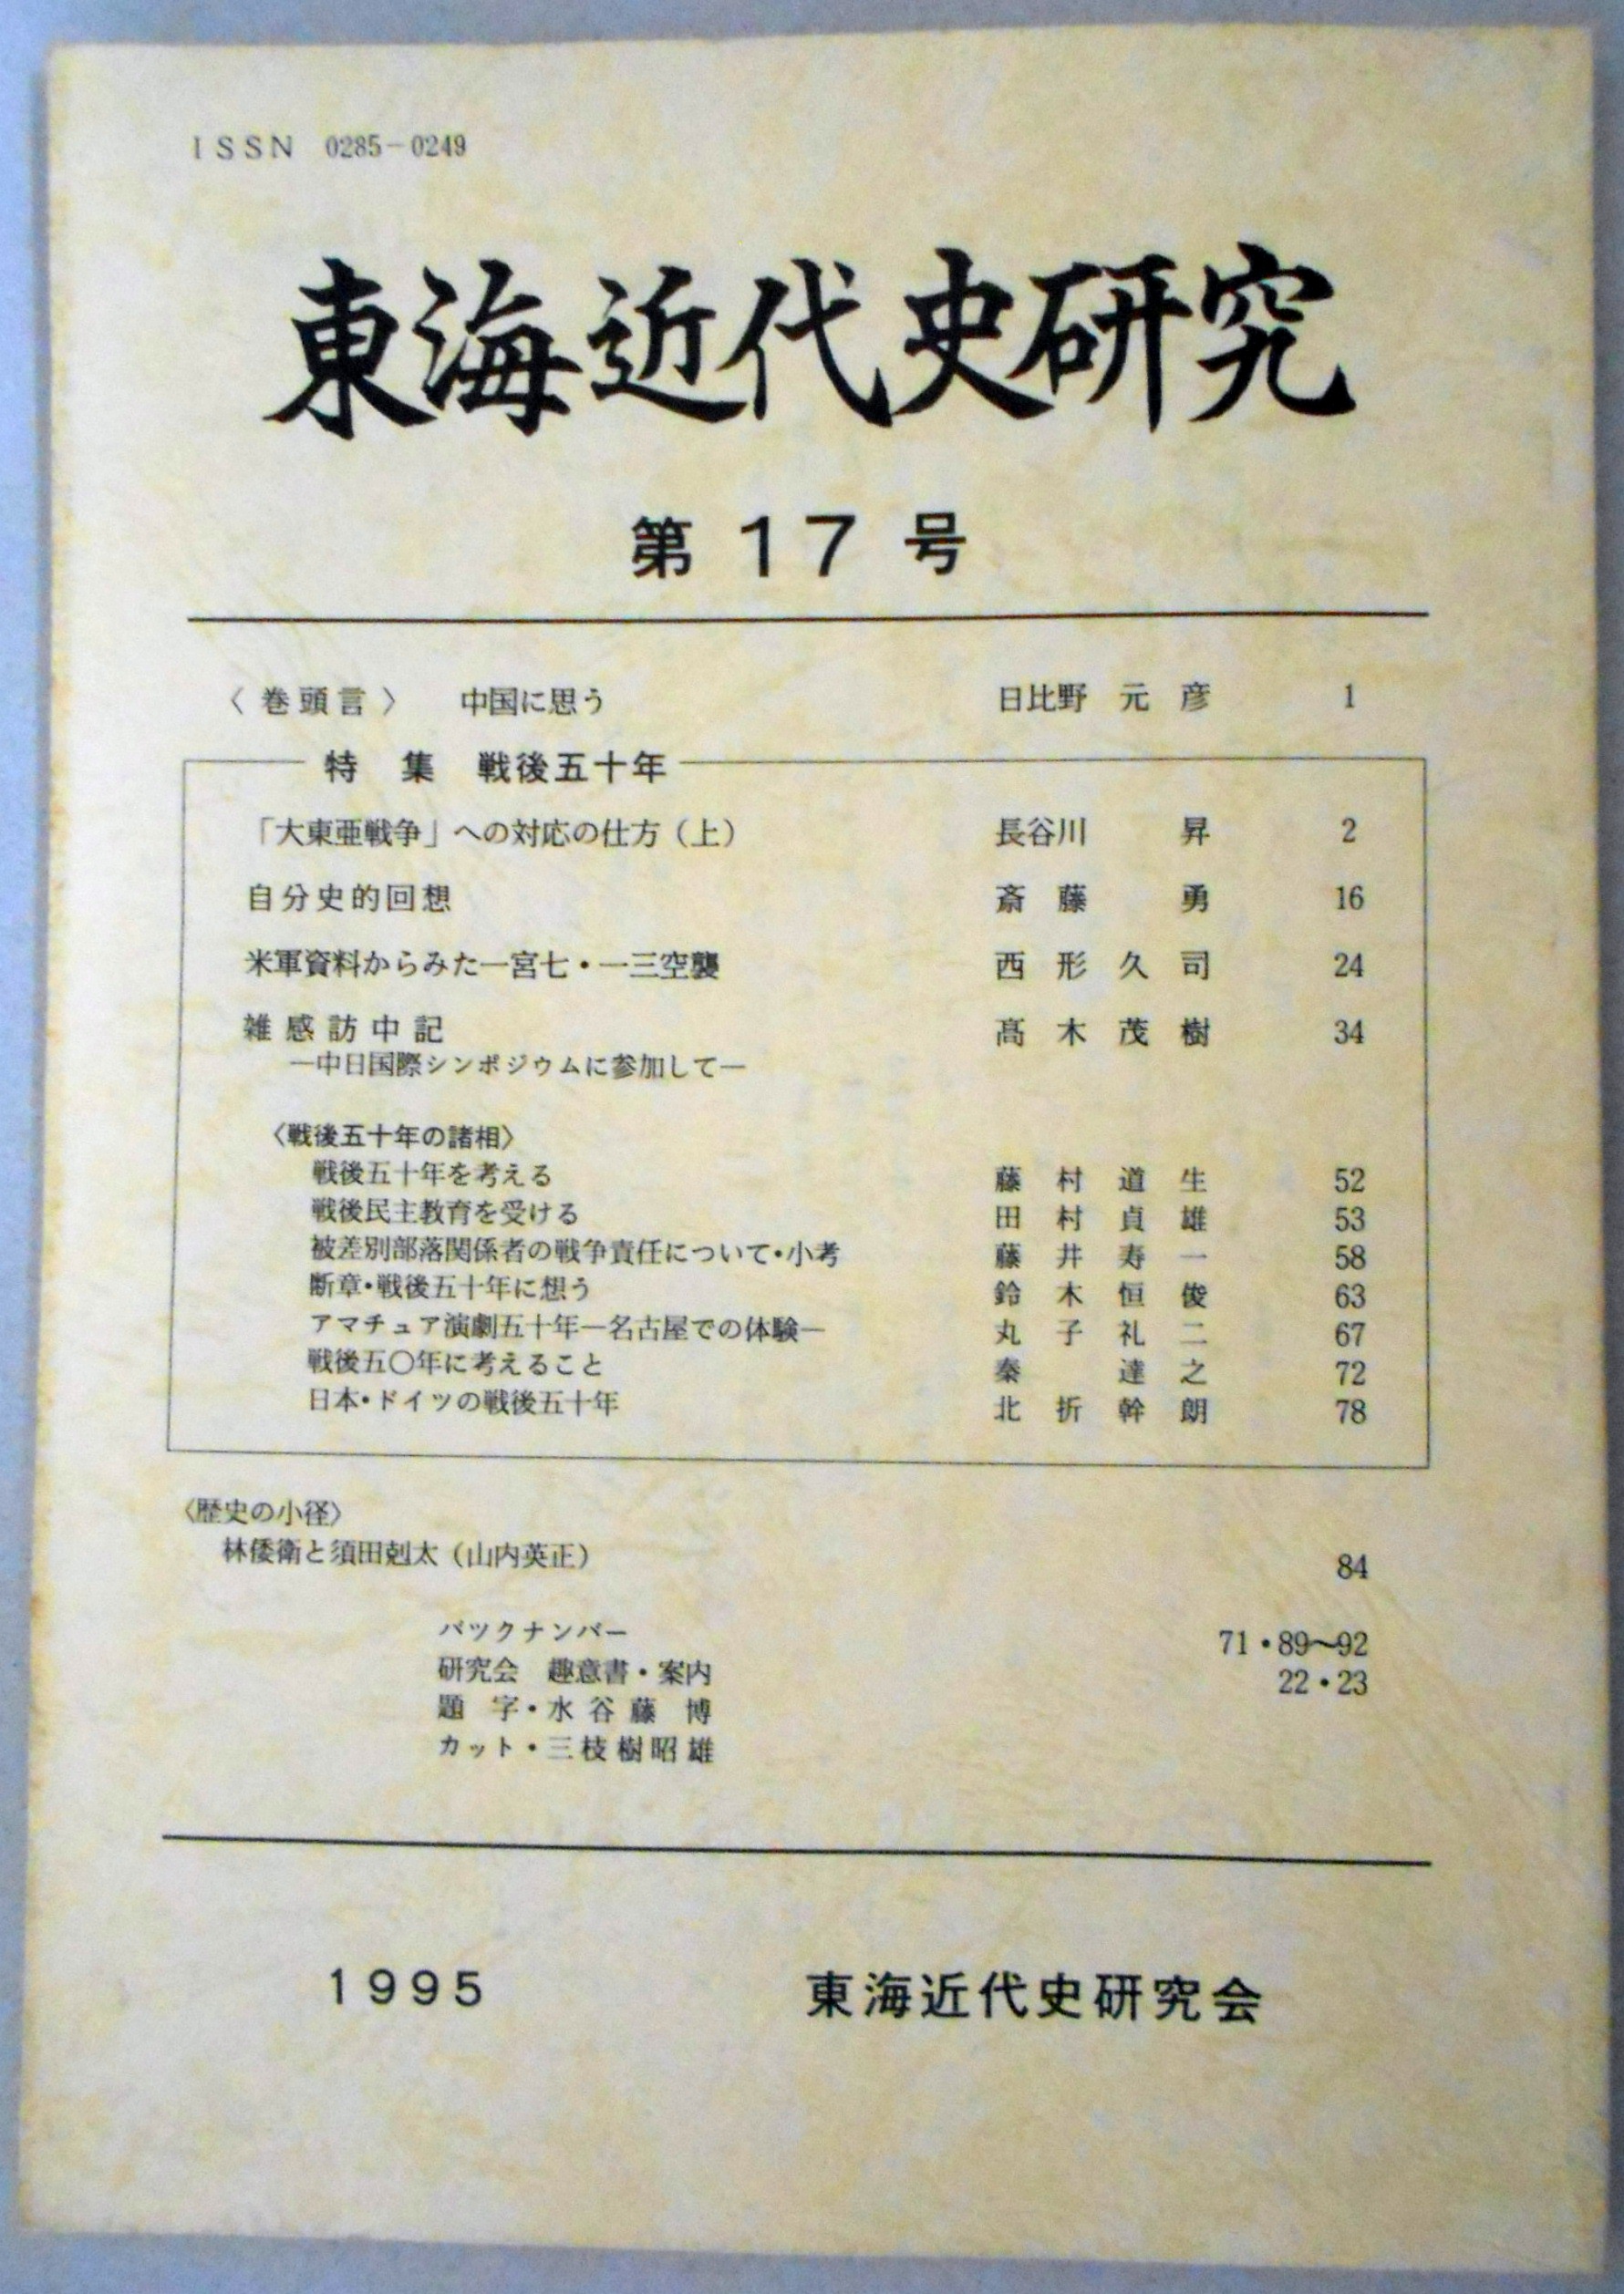 ISSN 0285-0249
東海近代史研究
第 17 号
〈巻頭言〉 中国に思う 日比野 元彦 1
特集 戦後五十年
「大東亜戦争」への対応の仕方（上） 長谷川 昇 2
自分史的回想 斎藤 勇 16
米軍資料からみた一宮七・一三空襲 西形久司 24
雑感訪中記 髙木茂樹 34
―中日国際シンポジウムに参加して―
〈戦後五十年の諸相〉
戦後五十年を考える 藤村道生 52
戦後民主教育を受ける 田村貞雄 53
被差別部落関係者の戦争責任について・小考 藤井寿一 58
断章・戦後五十年に想う 鈴木恒俊 63
アマチュア演劇五十年―名古屋での体験― 丸子礼二 67
戦後五〇年に考えること 秦 達之 72
日本・ドイツの戦後五十年 北折幹朗 78
〈歴史の小径〉
林倭衛と須田剋太（山内英正） 84
バックナンバー 71・89〜92
研究会 趣意書・案内 22・23
題字・水谷藤博
カット・三枝樹昭雄
1995 東海近代史研究会